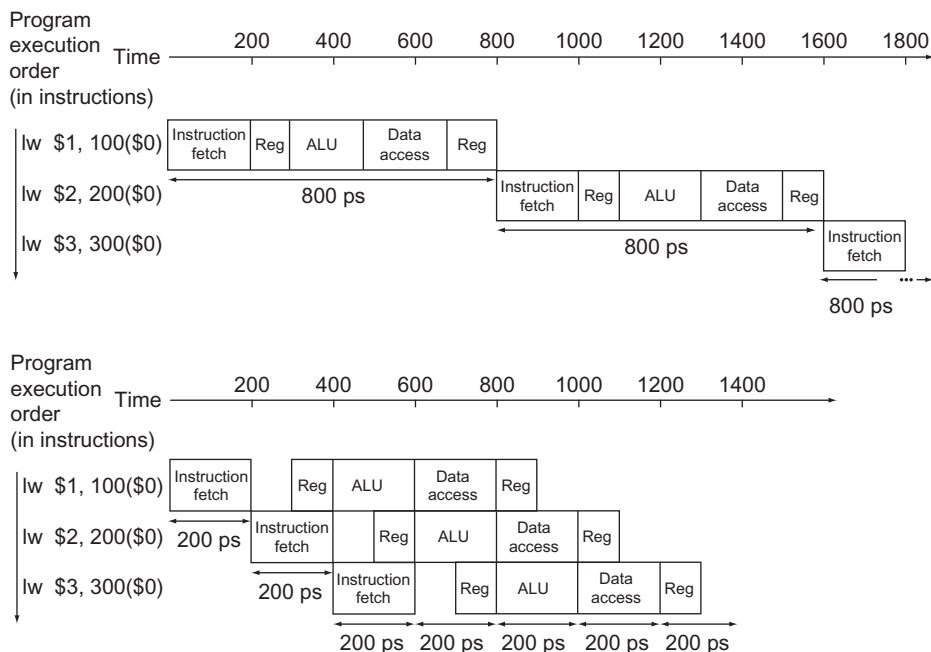 Program
execution
order
(in instructions)
Time
200 400 600 800 1000 1200 1400 1600 1800
lw $1, 100($0)
Instruction
fetch
Reg
ALU
Data
access
Reg
800 ps
lw $2, 200($0)
Instruction
fetch
Reg
ALU
Data
access
Reg
800 ps
lw $3, 300($0)
Instruction
fetch
...
800 ps
Program
execution
order
(in instructions)
Time
200 400 600 800 1000 1200 1400
lw $1, 100($0)
Instruction
fetch
Reg
ALU
Data
access
Reg
200 ps
lw $2, 200($0)
Instruction
fetch
Reg
ALU
Data
access
Reg
200 ps
lw $3, 300($0)
Instruction
fetch
Reg
ALU
Data
access
Reg
200 ps 200 ps 200 ps 200 ps 200 ps